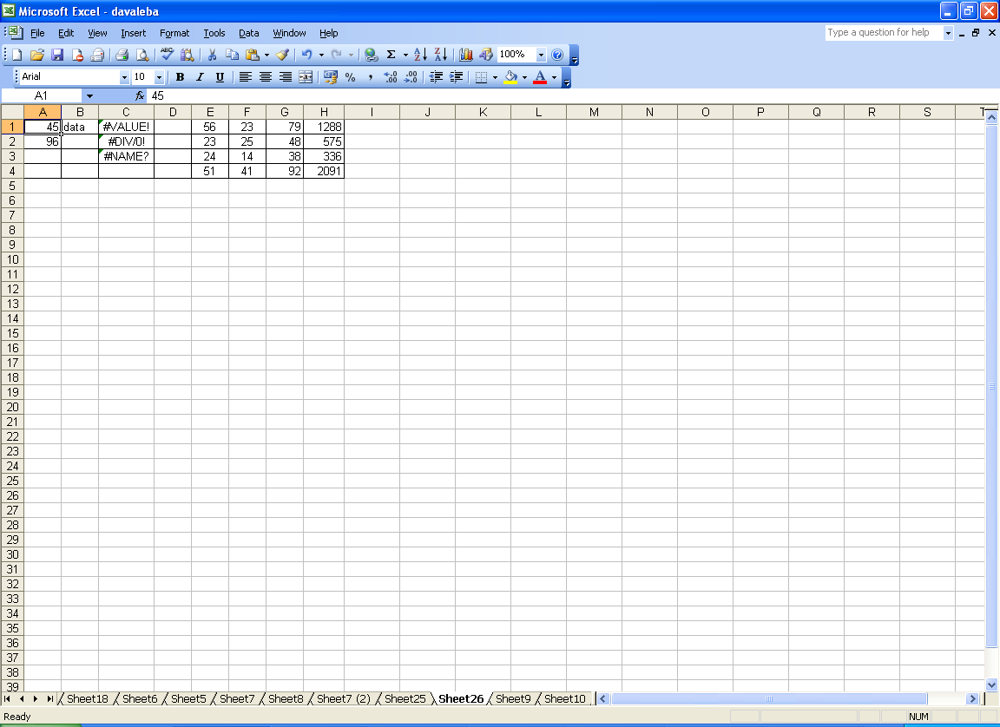 Microsoft Excel - davaleba
File Edit View Insert Format Tools Data Window Help Type a question for help
Σ 100%
Arial 10 B I U % , A
A1 fx 45
A B C D E F G H I J K L M N O P Q R S T
1 45 data #VALUE! 56 23 79 1288
2 96 #DIV/0! 23 25 48 575
3 #NAME? 24 14 38 336
4 51 41 92 2091
5
6
7
8
9
10
11
12
13
14
15
16
17
18
19
20
21
22
23
24
25
26
27
28
29
30
31
32
33
34
35
36
37
38
39
Sheet18 Sheet6 Sheet5 Sheet7 Sheet8 Sheet7 (2) Sheet25 Sheet26 Sheet9 Sheet10
Ready NUM